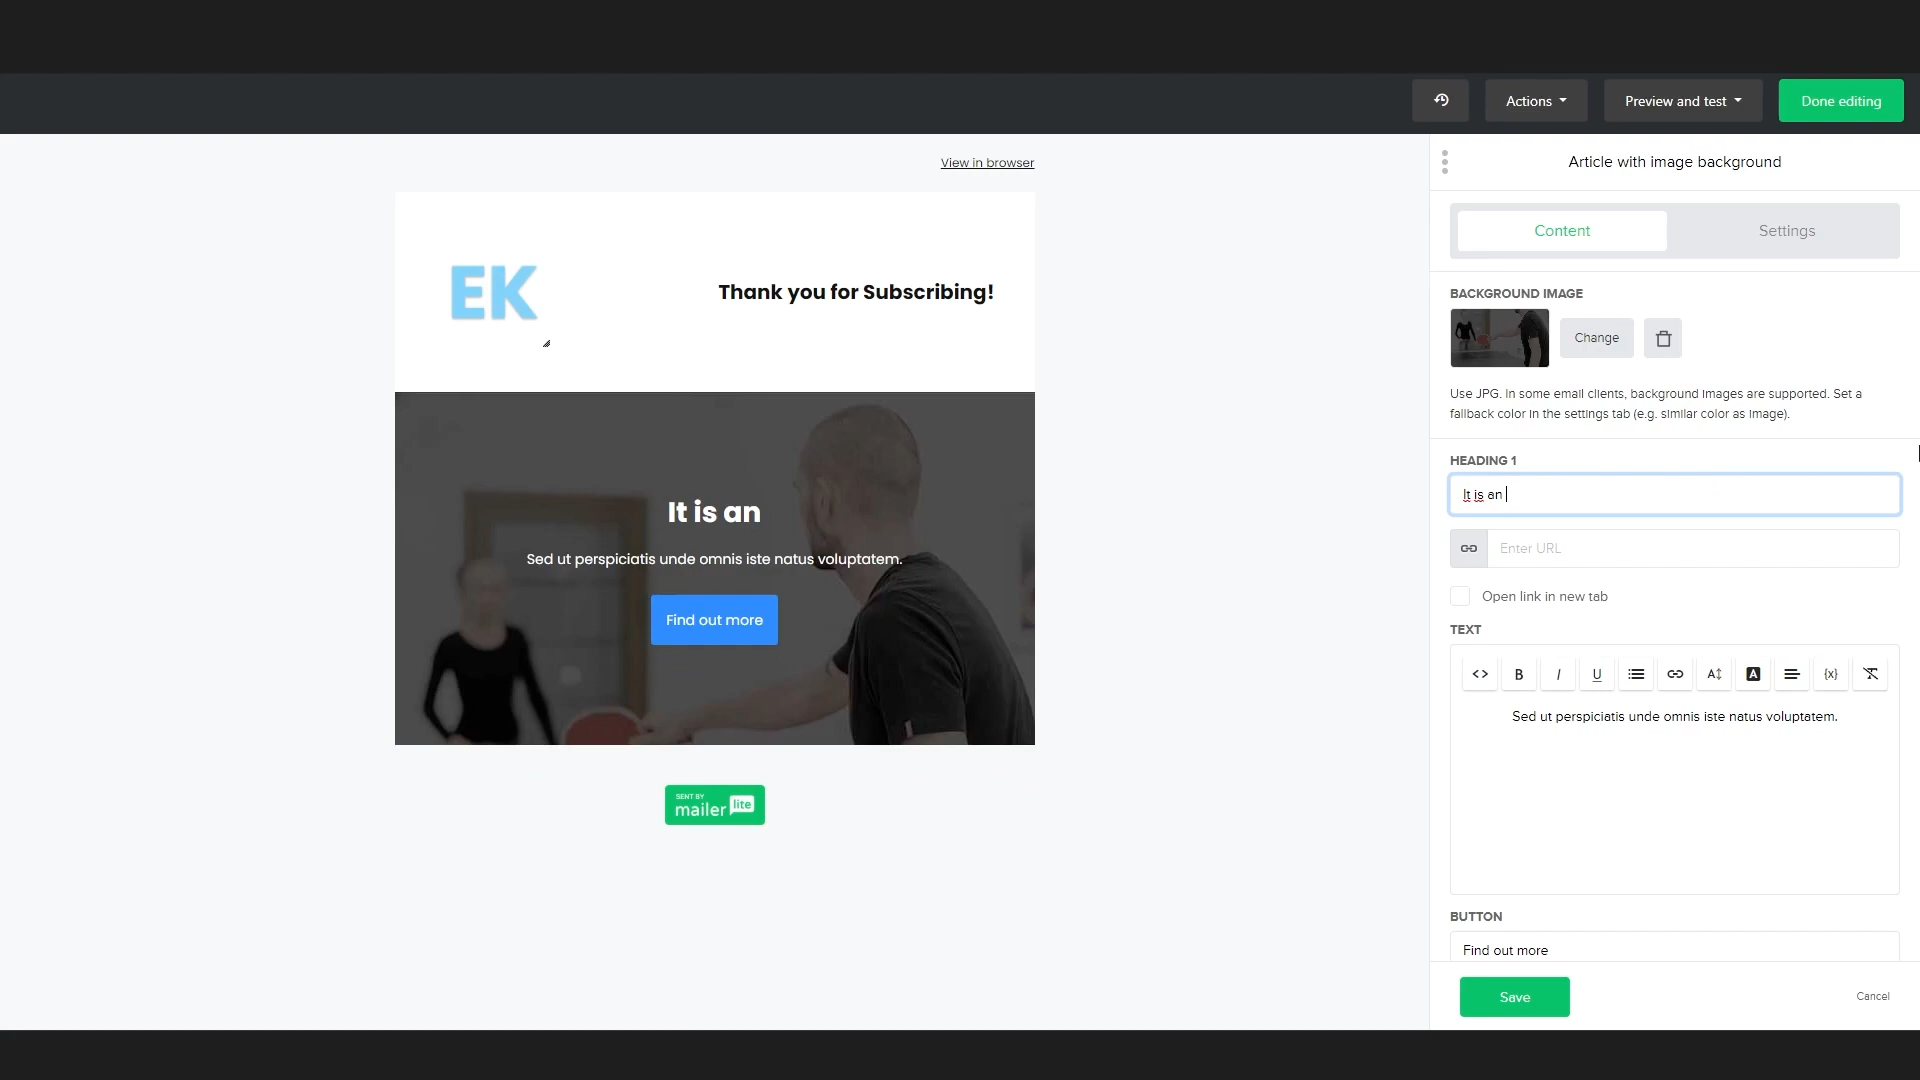 Actions
Preview and test
Done editing
View in browser
EK
Thank you for Subscribing!
It is an
Sed ut perspiciatis unde omnis iste natus voluptatem.
Find out more
SENT BY
mailer lite
Article with image background
Content
Settings
BACKGROUND IMAGE
Change
Use JPG. In some email clients, background images are supported. Set a
fallback color in the settings tab (e.g. similar color as image).
HEADING 1
It is an
Enter URL
Open link in new tab
TEXT
<> B I U A A {x}
Sed ut perspiciatis unde omnis iste natus voluptatem.
BUTTON
Find out more
Save
Cancel